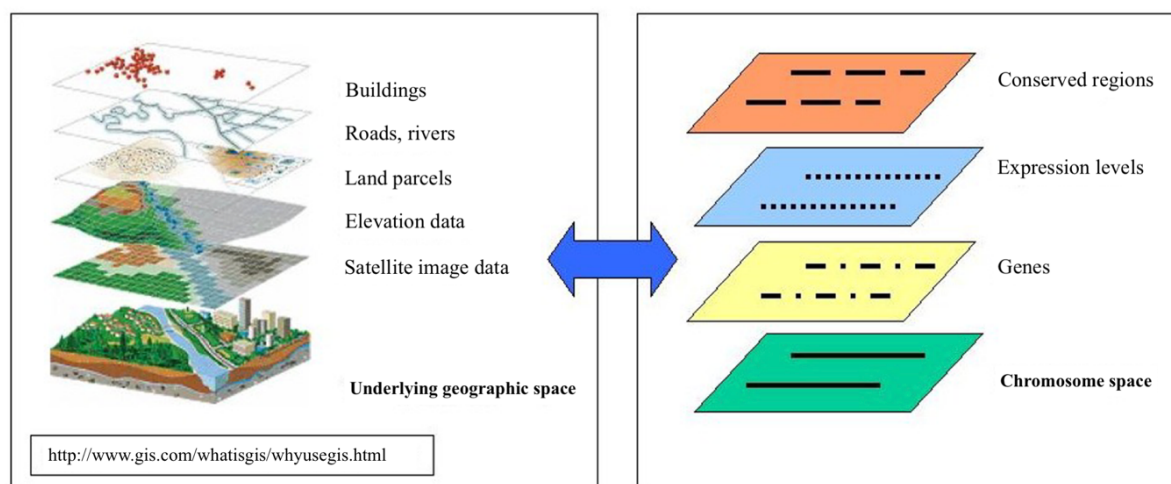 Buildings
Roads, rivers
Land parcels
Elevation data
Satellite image data
Underlying geographic space
http://www.gis.com/whatisgis/whyusegis.html
Conserved regions
Expression levels
Genes
Chromosome space